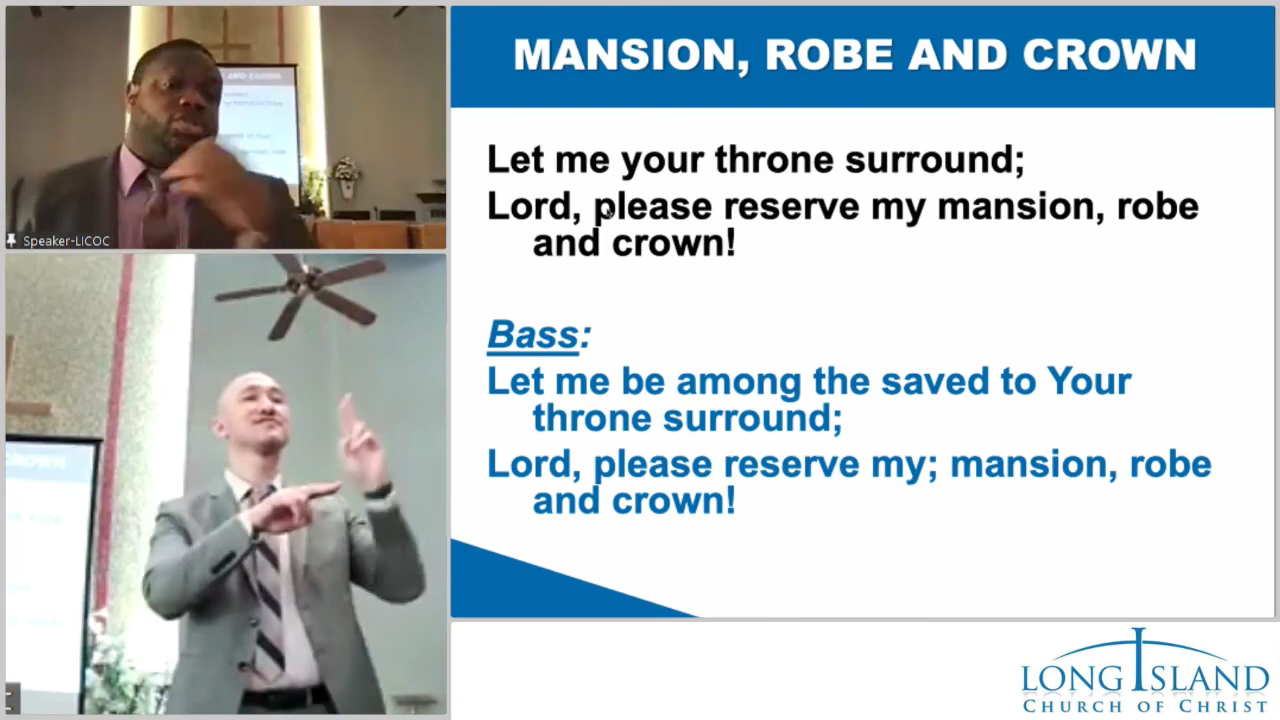 MANSION, ROBE AND CROWN
Let me your throne surround;
Lord, please reserve my mansion, robe
and crown!
Bass:
Let me be among the saved to Your
throne surround;
Lord, please reserve my; mansion, robe
and crown!
Speaker-LICOC
LONG ISLAND
CHURCH OF CHRIST